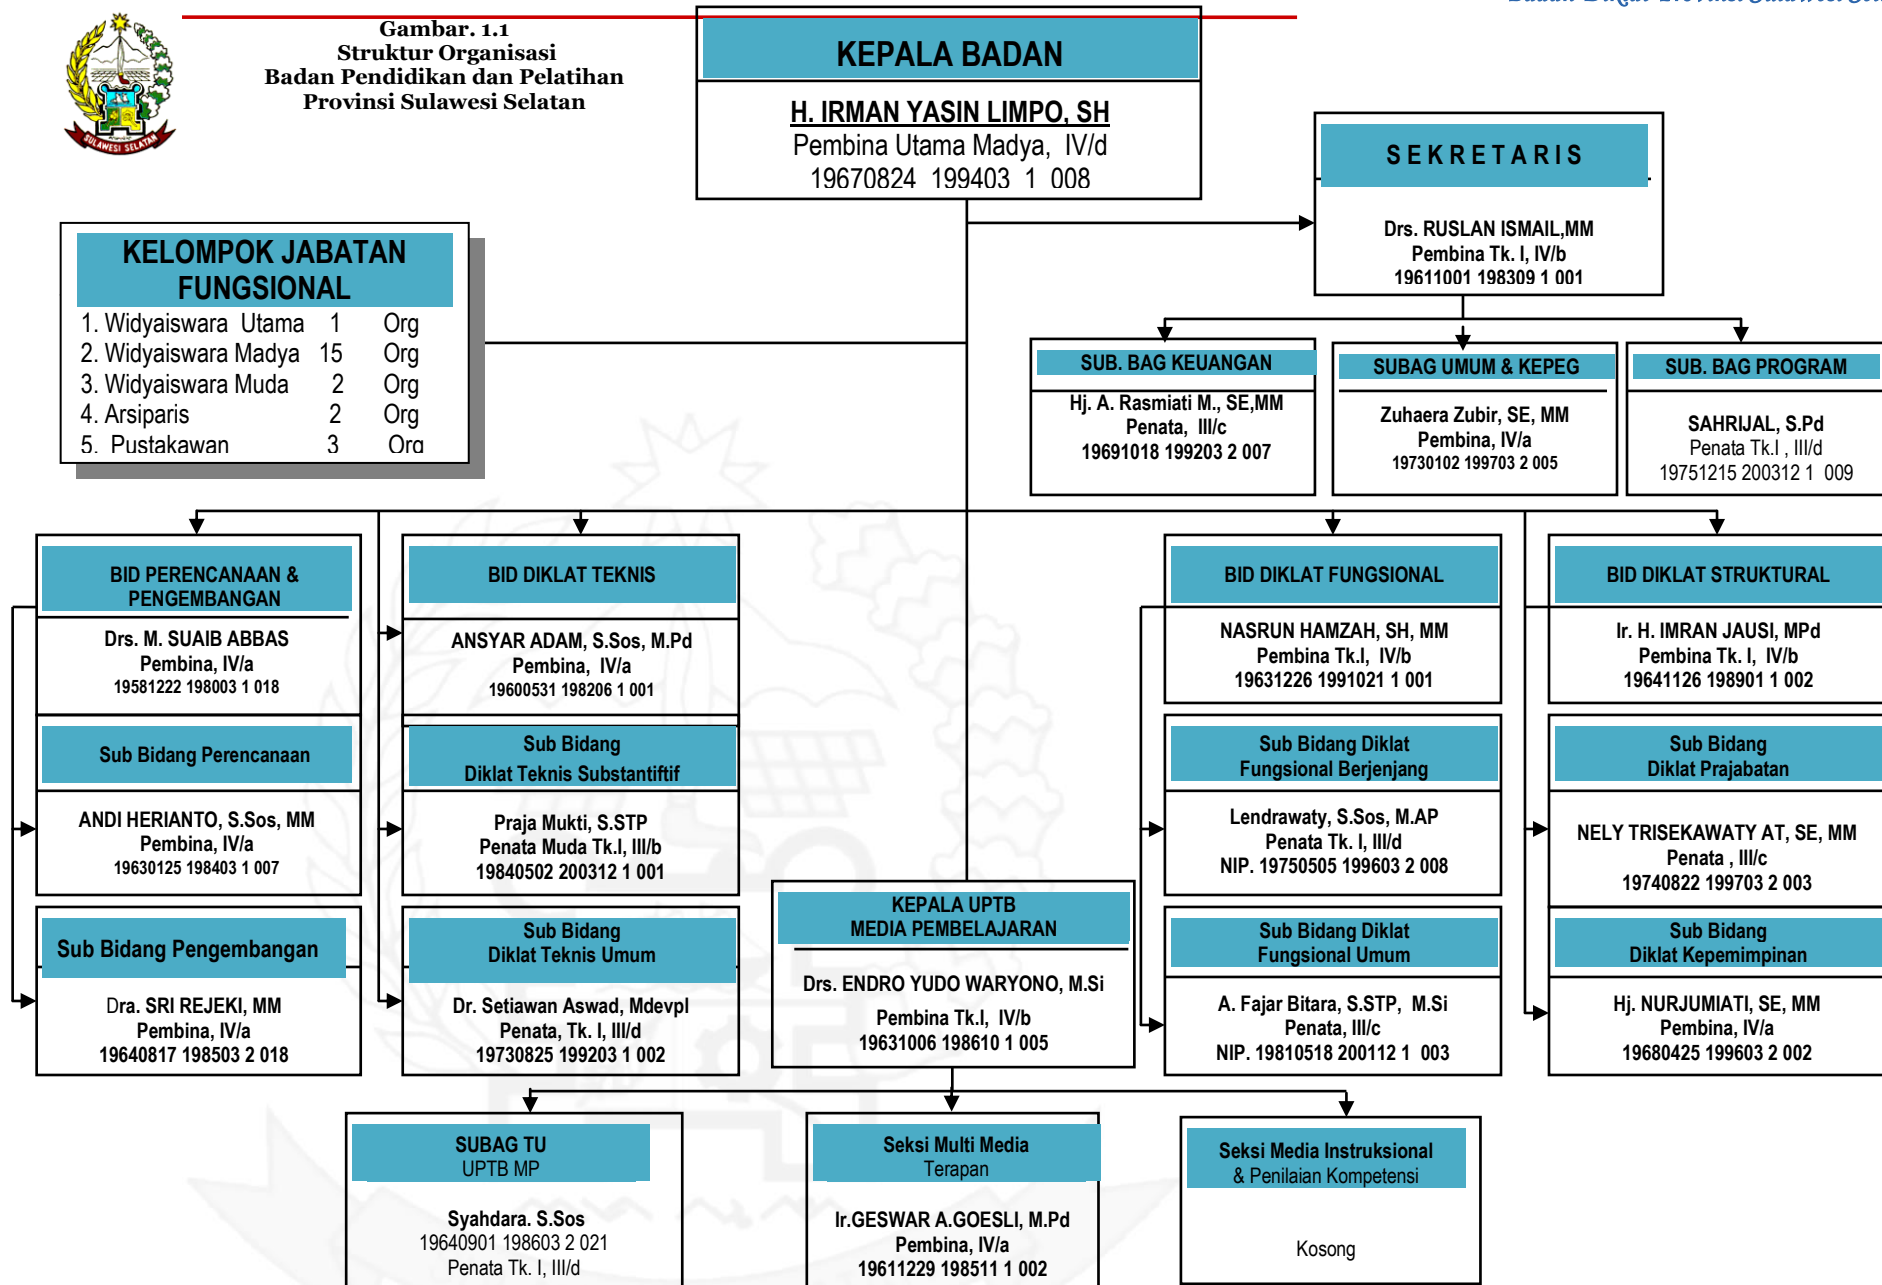 Gambar. 1.1
Struktur Organisasi
Badan Pendidikan dan Pelatihan
Provinsi Sulawesi Selatan
SULAWESI SELATAN
KEPALA BADAN
H. IRMAN YASIN LIMPO, SH
Pembina Utama Madya, IV/d
19670824 199403 1 008
SEKRETARIS
Drs. RUSLAN ISMAIL,MM
Pembina Tk. I, IV/b
19611001 198309 1 001
KELOMPOK JABATAN
FUNGSIONAL
1. Widyaiswara Utama 1 Org
2. Widyaiswara Madya 15 Org
3. Widyaiswara Muda 2 Org
4. Arsiparis 2 Org
5. Pustakawan 3 Org
SUB. BAG KEUANGAN
Hj. A. Rasmiati M., SE,MM
Penata, III/c
19691018 199203 2 007
SUBAG UMUM & KEPEG
Zuhaera Zubir, SE, MM
Pembina, IV/a
19730102 199703 2 005
SUB. BAG PROGRAM
SAHRIJAL, S.Pd
Penata Tk.I , III/d
19751215 200312 1 009
BID PERENCANAAN &
PENGEMBANGAN
Drs. M. SUAIB ABBAS
Pembina, IV/a
19581222 198003 1 018
Sub Bidang Perencanaan
ANDI HERIANTO, S.Sos, MM
Pembina, IV/a
19630125 198403 1 007
Sub Bidang Pengembangan
Dra. SRI REJEKI, MM
Pembina, IV/a
19640817 198503 2 018
BID DIKLAT TEKNIS
ANSYAR ADAM, S.Sos, M.Pd
Pembina, IV/a
19600531 198206 1 001
Sub Bidang
Diklat Teknis Substantiftif
Praja Mukti, S.STP
Penata Muda Tk.I, III/b
19840502 200312 1 001
Sub Bidang
Diklat Teknis Umum
Dr. Setiawan Aswad, Mdevpl
Penata, Tk. I, III/d
19730825 199203 1 002
KEPALA UPTB
MEDIA PEMBELAJARAN
Drs. ENDRO YUDO WARYONO, M.Si
Pembina Tk.I, IV/b
19631006 198610 1 005
BID DIKLAT FUNGSIONAL
NASRUN HAMZAH, SH, MM
Pembina Tk.I, IV/b
19631226 1991021 1 001
Sub Bidang Diklat
Fungsional Berjenjang
Lendrawaty, S.Sos, M.AP
Penata Tk. I, III/d
NIP. 19750505 199603 2 008
Sub Bidang Diklat
Fungsional Umum
A. Fajar Bitara, S.STP, M.Si
Penata, III/c
NIP. 19810518 200112 1 003
BID DIKLAT STRUKTURAL
Ir. H. IMRAN JAUSI, MPd
Pembina Tk. I, IV/b
19641126 198901 1 002
Sub Bidang
Diklat Prajabatan
NELY TRISEKAWATY AT, SE, MM
Penata , III/c
19740822 199703 2 003
Sub Bidang
Diklat Kepemimpinan
Hj. NURJUMIATI, SE, MM
Pembina, IV/a
19680425 199603 2 002
SUBAG TU
UPTB MP
Syahdara. S.Sos
19640901 198603 2 021
Penata Tk. I, III/d
Seksi Multi Media
Terapan
Ir.GESWAR A.GOESLI, M.Pd
Pembina, IV/a
19611229 198511 1 002
Seksi Media Instruksional
& Penilaian Kompetensi
Kosong